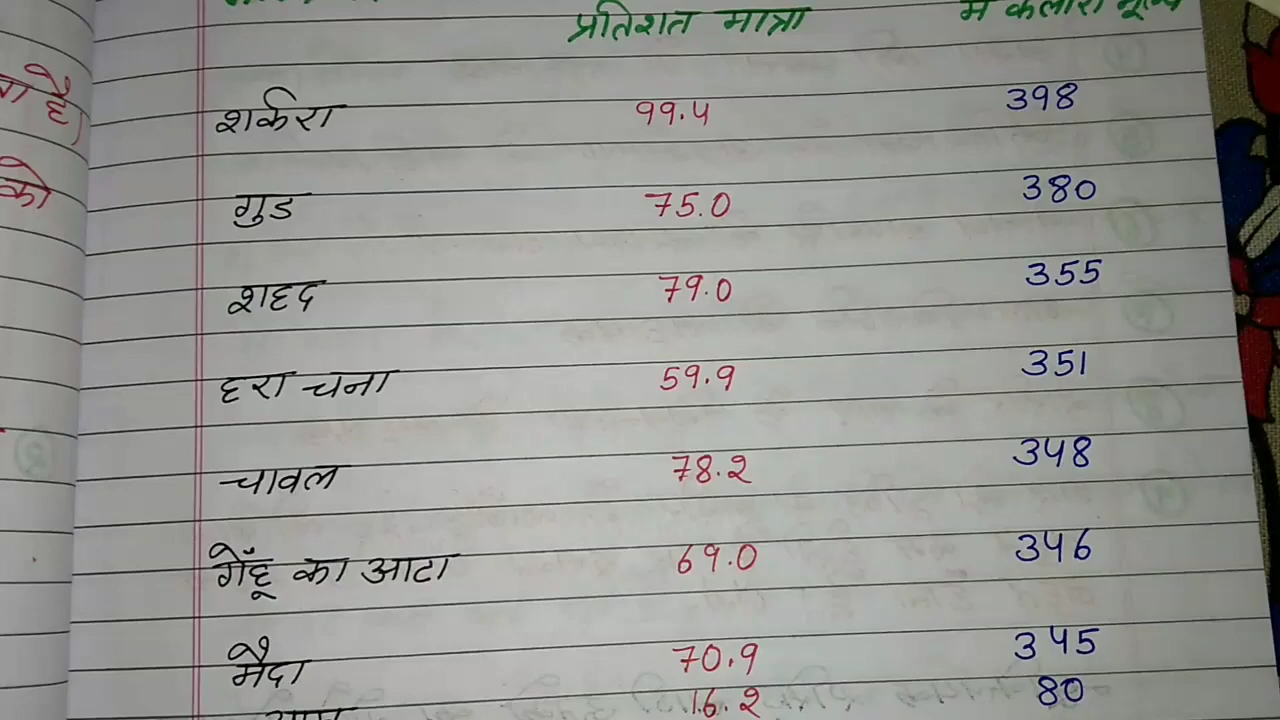 प्रतिशत मात्रा
शर्करा 99.4 398
गुड 75.0 380
शहद 79.0 355
हरा चना 59.9 351
चावल 78.2 348
गेहूँ का आटा 69.0 346
मैदा 70.9 345
16.2 80